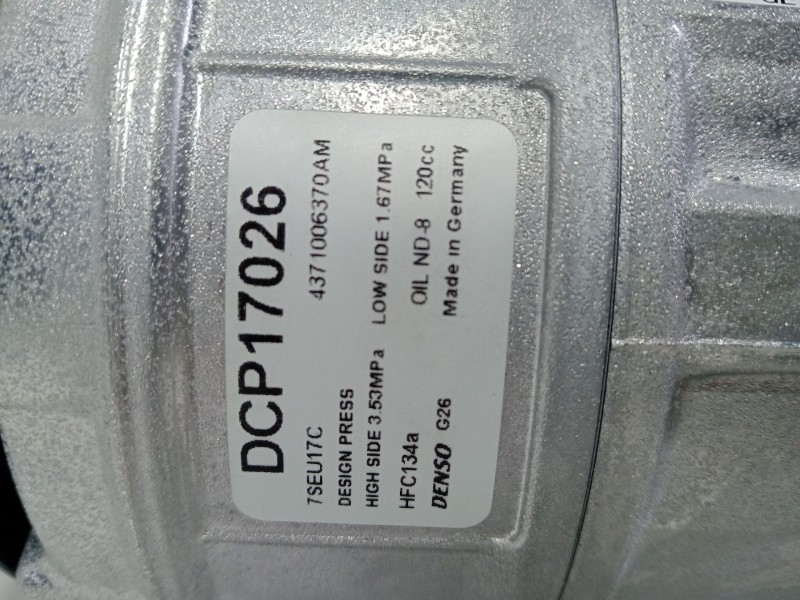 DCP17026
7SEU17C 4371006370AM
DESIGN PRESS
HIGH SIDE 3.53MPa LOW SIDE 1.67MPa
HFC134a OIL ND-8 120cc
DENSO G26 Made in Germany